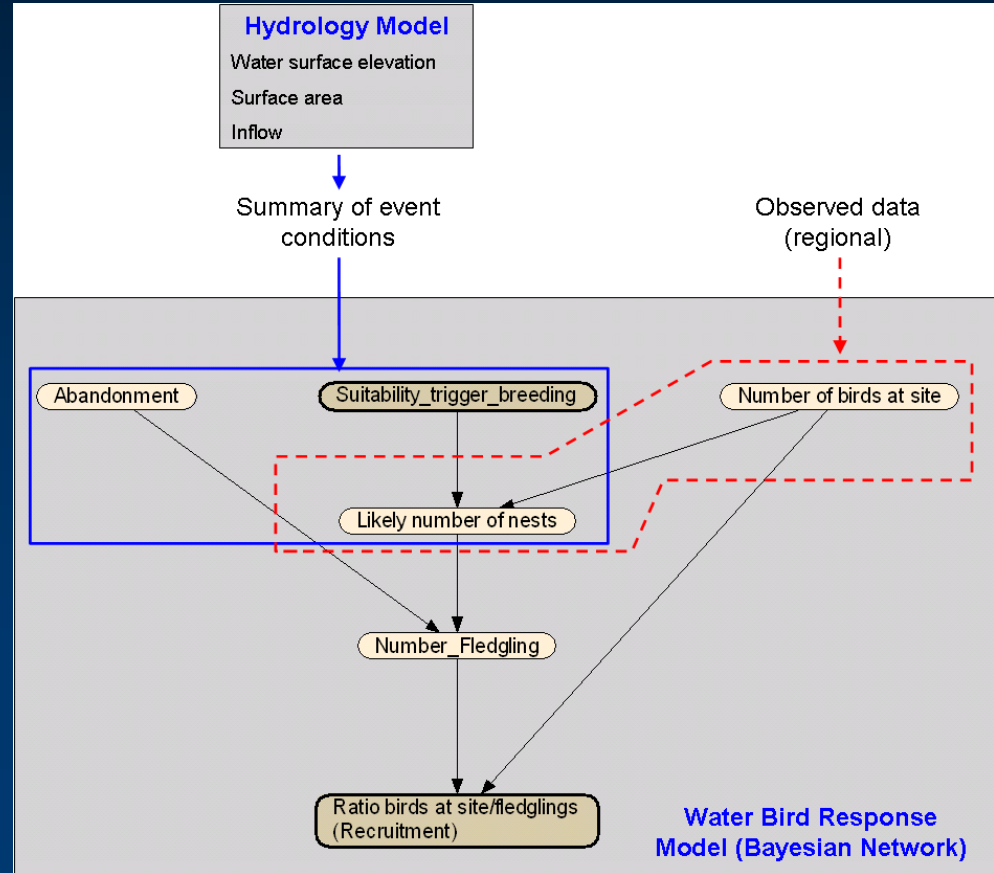 Hydrology Model
Water surface elevation
Surface area
Inflow
Summary of event
conditions
Observed data
(regional)
Abandonment
Suitability_trigger_breeding
Number of birds at site
Likely number of nests
Number_Fledgling
Ratio birds at site/fledglings
(Recruitment)
Water Bird Response
Model (Bayesian Network)